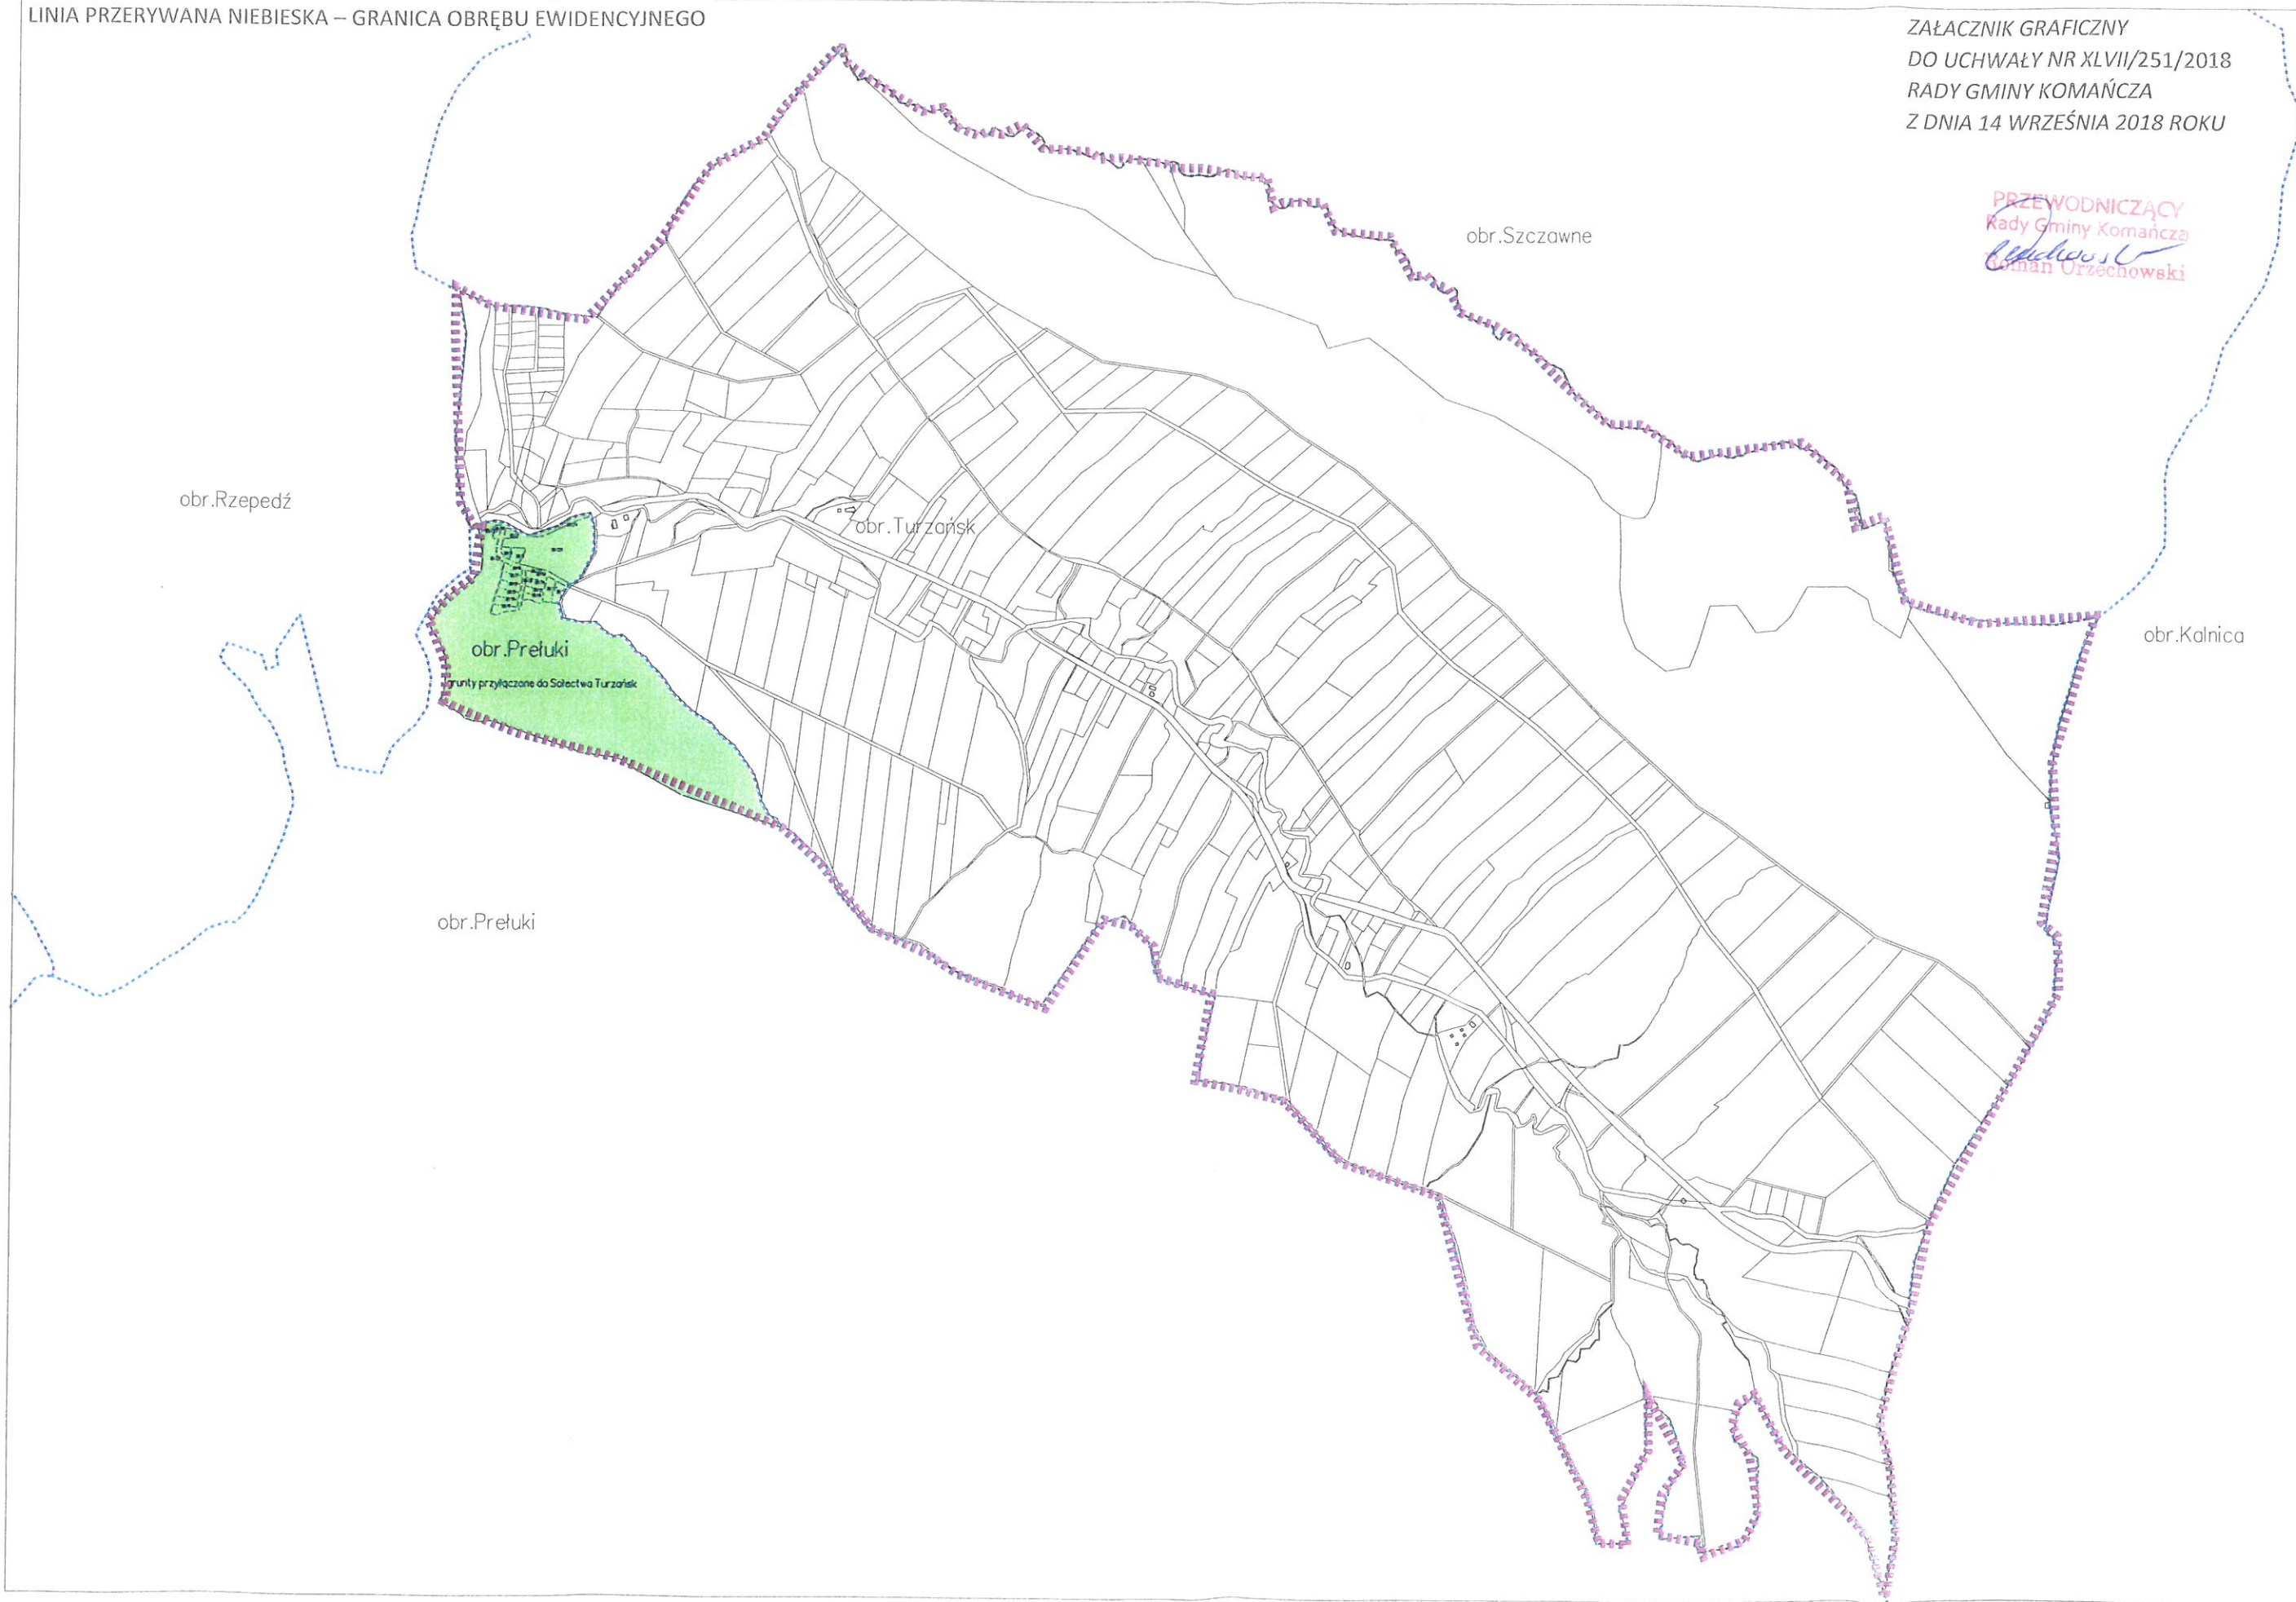 LINIA PRZERYWANA NIEBIESKA – GRANICA OBRĘBU EWIDENCYJNEGO
ZAŁACZNIK GRAFICZNY
DO UCHWAŁY NR XLVII/251/2018
RADY GMINY KOMAŃCZA
Z DNIA 14 WRZEŚNIA 2018 ROKU
PRZEWODNICZĄCY
Rady Gminy Komańcza
Roman Orzechowski
obr.Szczawne
obr.Rzepedź
obr.Turzańsk
obr.Kalnica
obr.Prełuki
grunty przyłączone do Sołectwa Turzańsk
obr.Prełuki